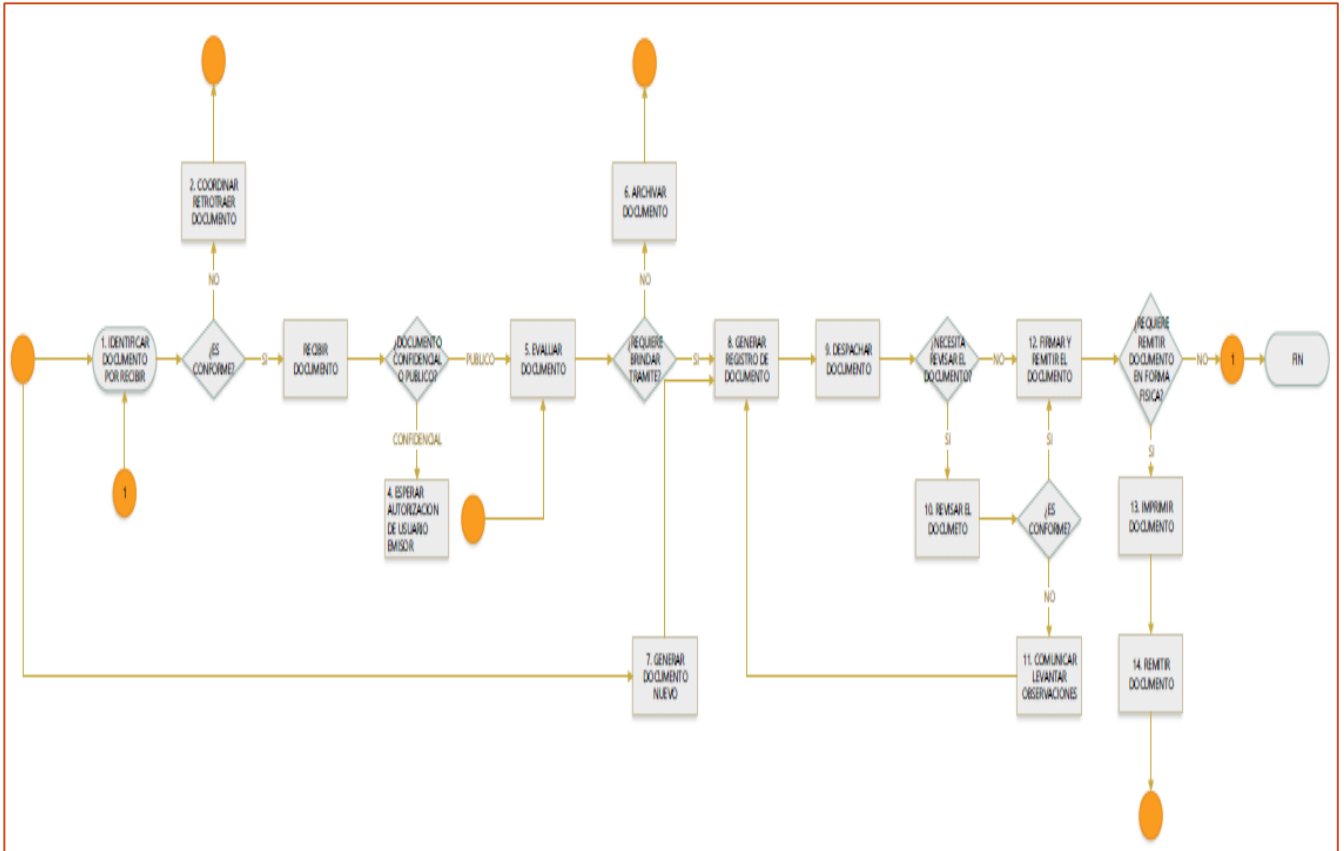 2. COORDINAR
RETROTRAER
DOCUMENTO
6. ARCHIVAR
DOCUMENTO
NO
NO
1. IDENTIFICAR
DOCUMENTO
POR RECIBIR
¿ES
CONFORME?
SI
RECIBIR
DOCUMENTO
¿DOCUMENTO
CONFIDENCIAL
O PUBLICO?
PUBLICO
5. EVALUAR
DOCUMENTO
¿REQUIERE
BRINDAR
TRAMITE?
SI
8. GENERAR
REGISTRO DE
DOCUMENTO
9. DESPACHAR
DOCUMENTO
¿NECESITA
REVISAR EL
DOCUMENTO?
NO
12. FIRMAR Y
REMITIR EL
DOCUMENTO
¿REQUIERE
REMITIR
DOCUMENTO
EN FORMA
FISICA?
NO
1
FIN
CONFIDENCIAL
SI
SI
SI
1
4. ESPERAR
AUTORIZACION
DE USUARIO
EMISOR
10. REVISAR EL
DOCUMETO
¿ES
CONFORME?
13. IMPRIMIR
DOCUMENTO
NO
7. GENERAR
DOCUMENTO
NUEVO
11. COMUNICAR
LEVANTAR
OBSERVACIONES
14. REMITIR
DOCUMENTO